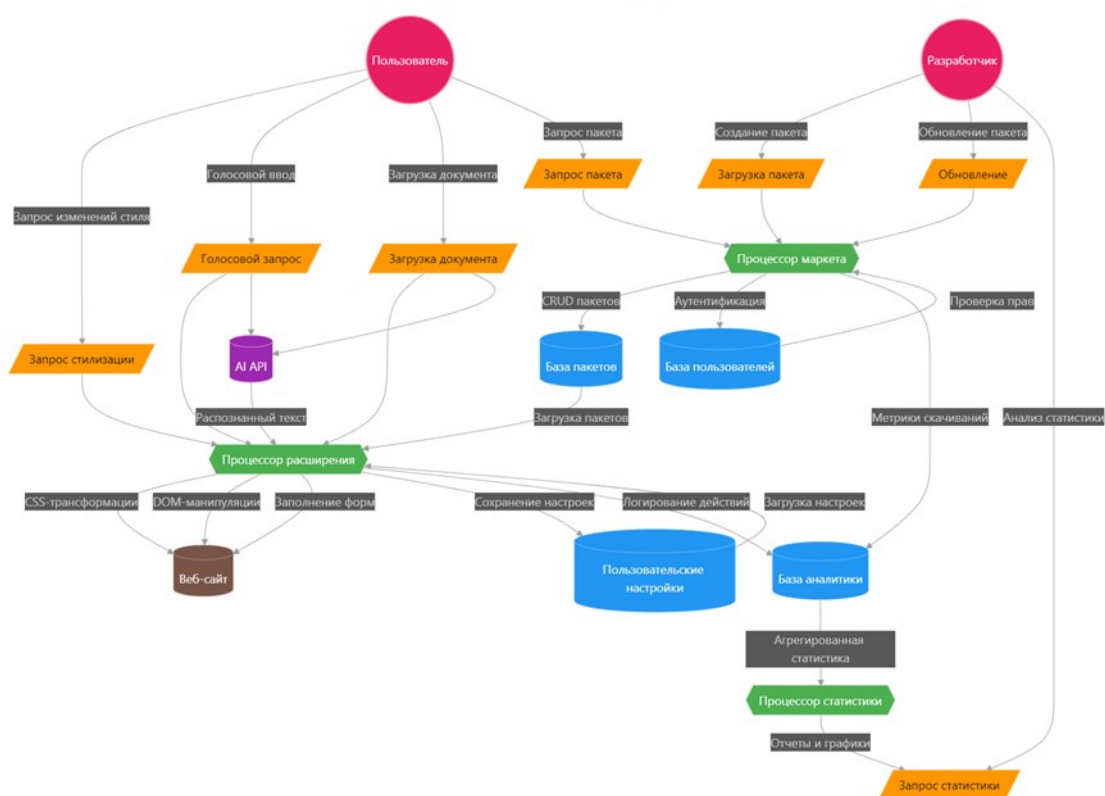 Пользователь
Разработчик
Запрос пакета
Создание пакета
Обновление пакета
Голосовой ввод
Загрузка документа
Запрос пакета
Загрузка пакета
Обновление
Запрос изменений стиля
Голосовой запрос
Загрузка документа
Процессор маркета
CRUD пакетов
Аутентификация
Проверка прав
Запрос стилизации
AI API
База пакетов
База пользователей
Распознанный текст
Загрузка пакетов
Метрики скачиваний
Анализ статистики
Процессор расширения
CSS-трансформации
DOM-манипуляции
Заполнение форм
Сохранение настроек
Логирование действий
Загрузка настроек
Веб-сайт
Пользовательские
настройки
База аналитики
Агрегированная
статистика
Процессор статистики
Отчеты и графики
Запрос статистики